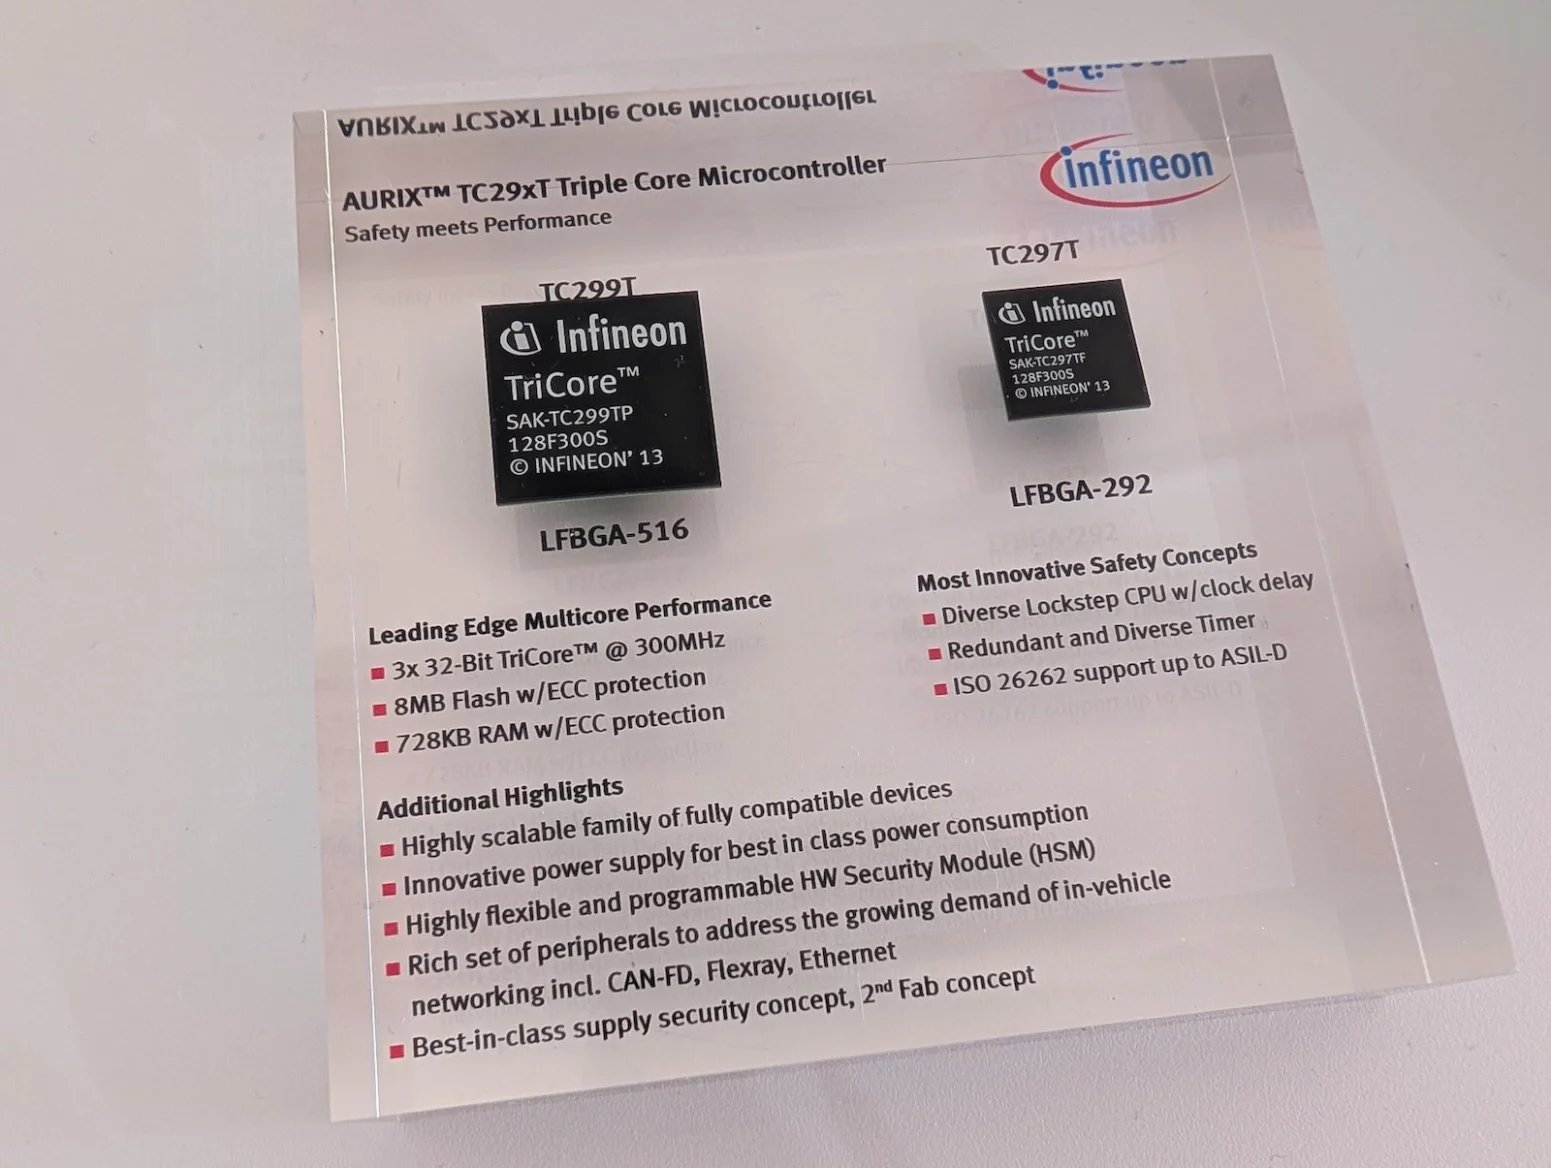 AURIX™ TC29xT Triple Core Microcontroller
infineon
AURIX™ TC29xT Triple Core Microcontroller
Safety meets Performance
infineon
TC299T
Infineon
TriCore™
SAK-TC299TP
128F300S
© INFINEON' 13
LFBGA-516
TC297T
Infineon
TriCore™
SAK-TC297TF
128F300S
© INFINEON' 13
LFBGA-292
Leading Edge Multicore Performance
■ 3x 32-Bit TriCore™ @ 300MHz
■ 8MB Flash w/ECC protection
■ 728KB RAM w/ECC protection
Most Innovative Safety Concepts
■ Diverse Lockstep CPU w/clock delay
■ Redundant and Diverse Timer
■ ISO 26262 support up to ASIL-D
Additional Highlights
■ Highly scalable family of fully compatible devices
■ Innovative power supply for best in class power consumption
■ Highly flexible and programmable HW Security Module (HSM)
■ Rich set of peripherals to address the growing demand of in-vehicle
networking incl. CAN-FD, Flexray, Ethernet
■ Best-in-class supply security concept, 2nd Fab concept